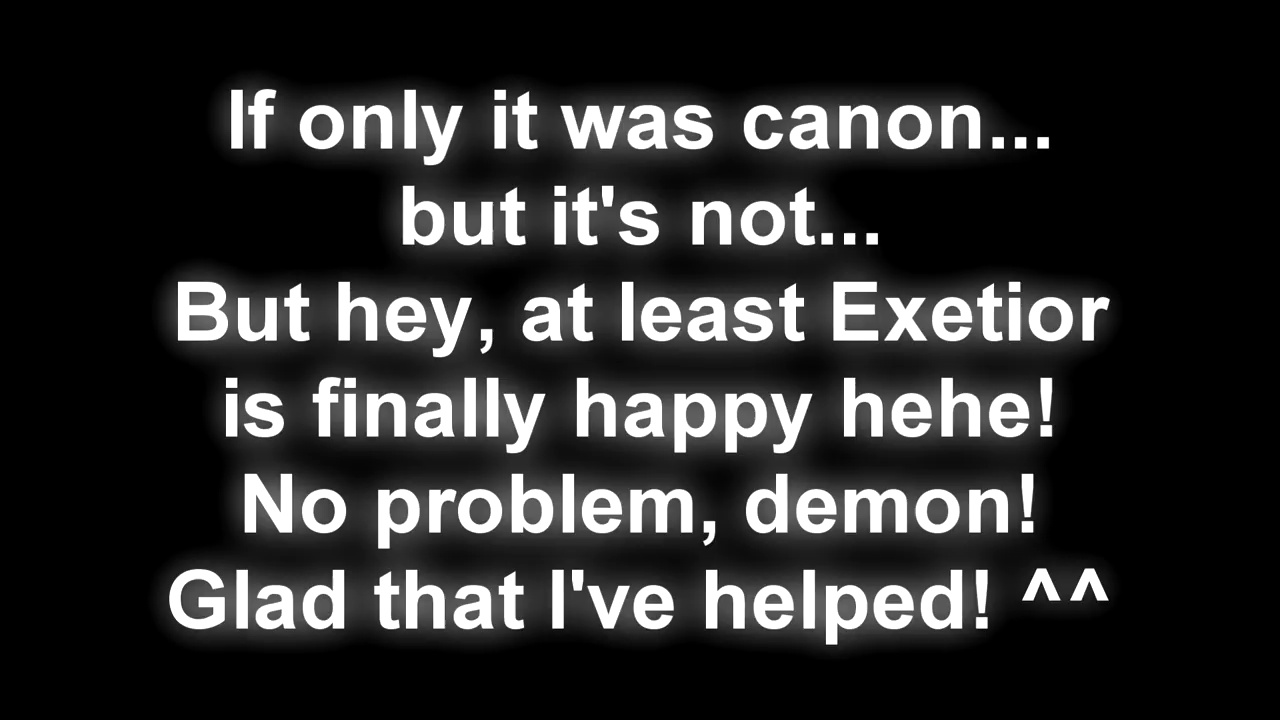 If only it was canon...
but it's not...
But hey, at least Exetior
is finally happy hehe!
No problem, demon!
Glad that I've helped! ^^